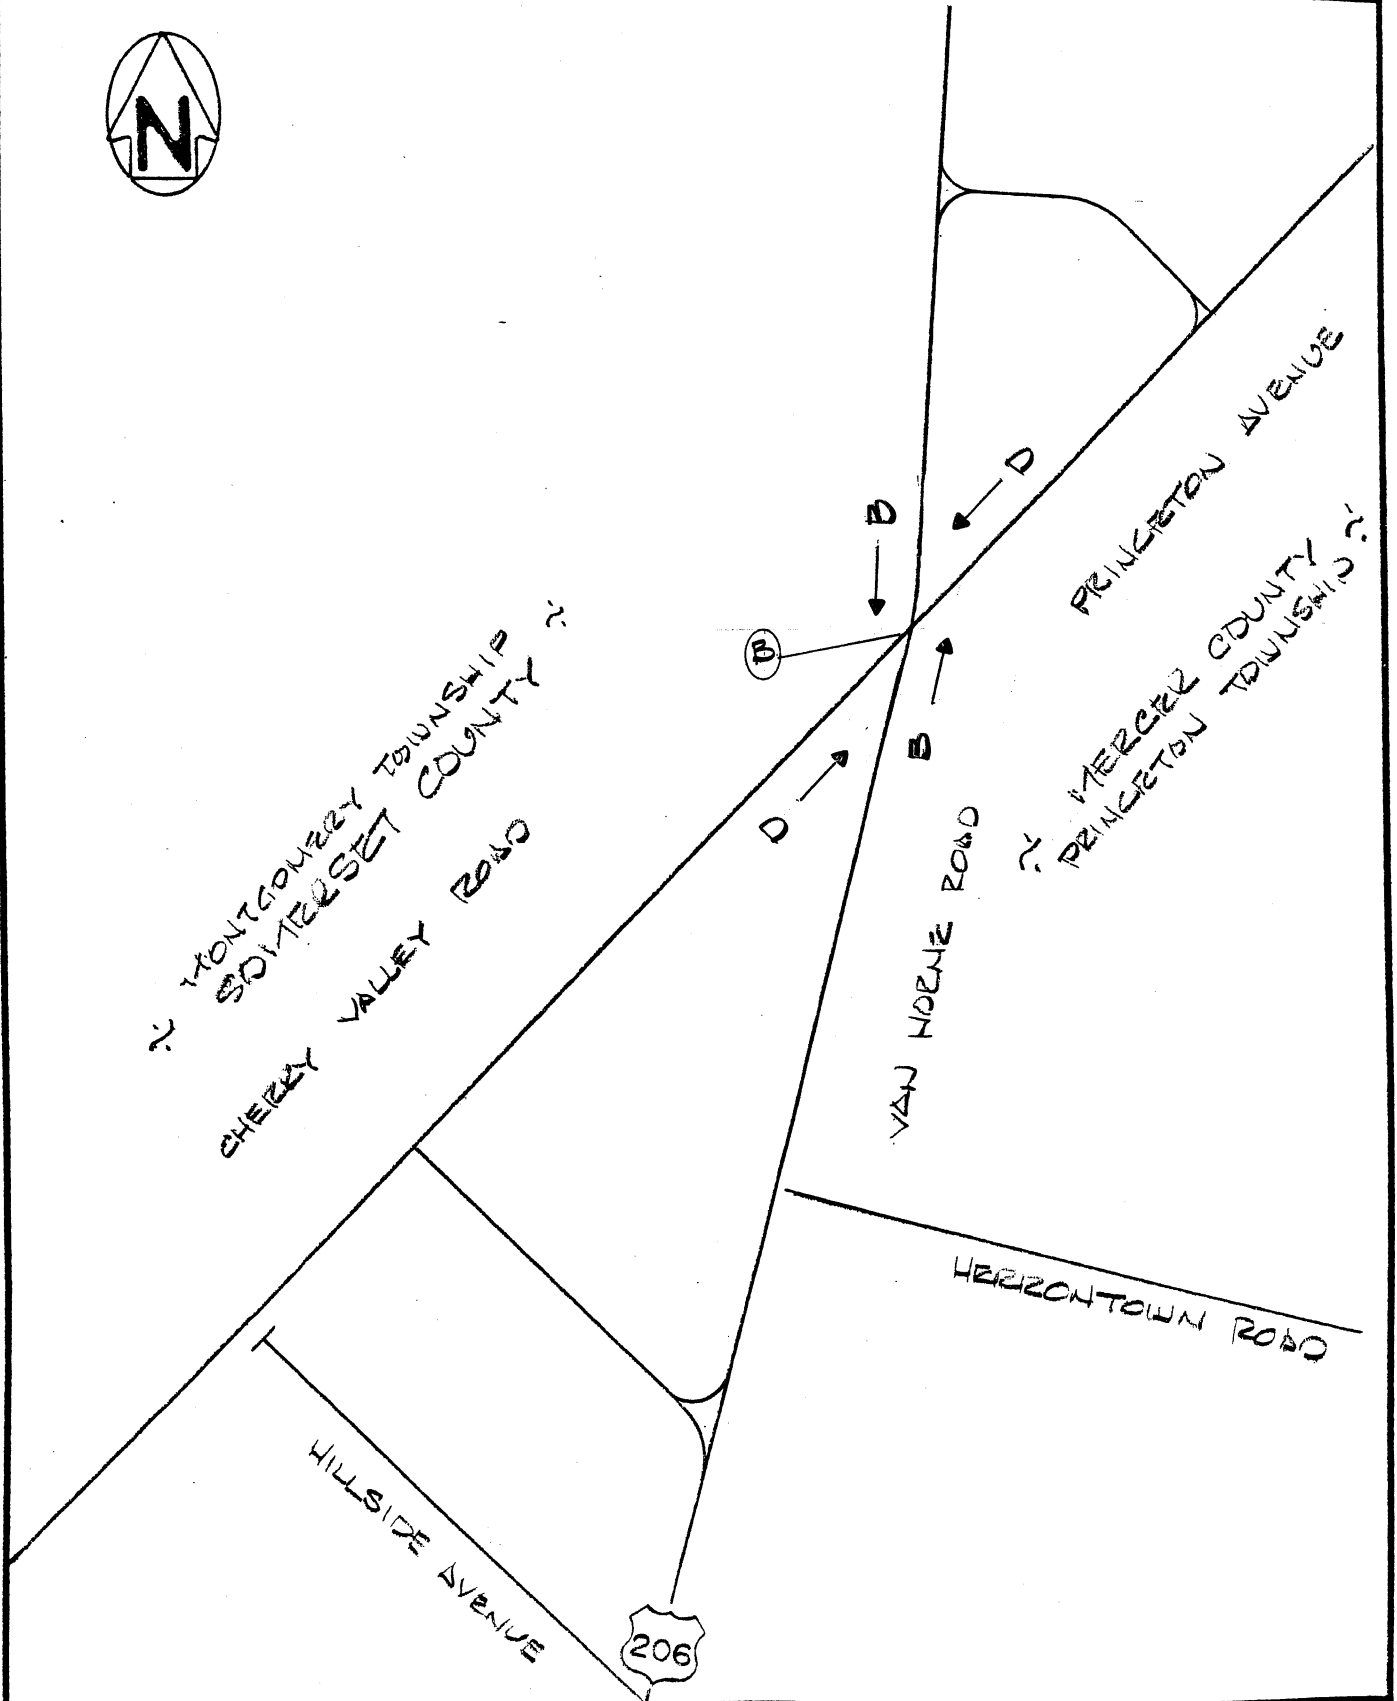 N
D
B
PRINCETON AVENUE
B
MONTGOMERY TOWNSHIP
SOMERSET COUNTY
MERCER COUNTY
PRINCETON TOWNSHIP
B
D
VAN HORNE ROAD
CHERRY VALLEY ROAD
HERRONTOWN ROAD
HILLSIDE AVENUE
206